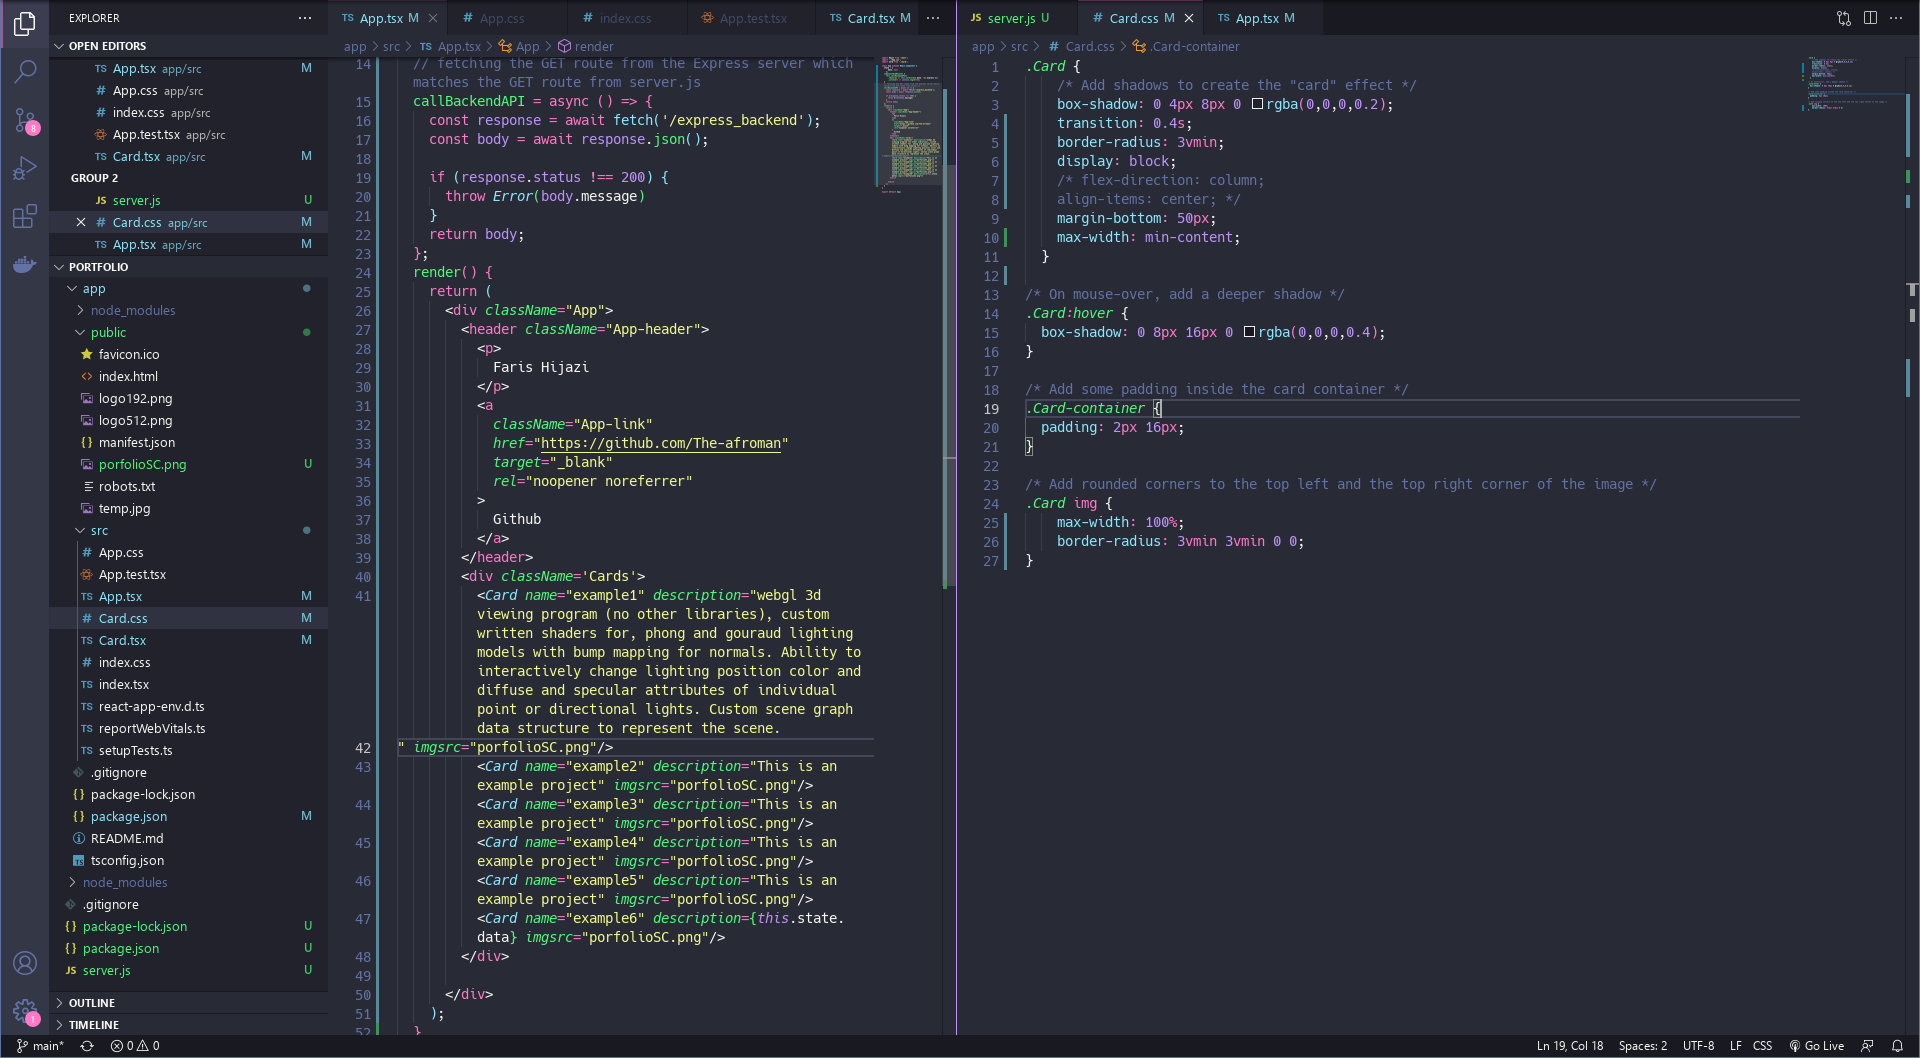 EXPLORER
OPEN EDITORS
TS App.tsx app/src M
# App.css app/src
# index.css app/src
App.test.tsx app/src
TS Card.tsx app/src M
GROUP 2
JS server.js U
# Card.css app/src M
TS App.tsx app/src M
PORTFOLIO
app
node_modules
public
favicon.ico
<> index.html
logo192.png
logo512.png
{} manifest.json
porfolioSC.png U
robots.txt
temp.jpg
src
# App.css
App.test.tsx
TS App.tsx M
# Card.css M
TS Card.tsx M
# index.css
TS index.tsx
TS react-app-env.d.ts
TS reportWebVitals.ts
TS setupTests.ts
.gitignore
{} package-lock.json
{} package.json M
README.md
TS tsconfig.json
node_modules
.gitignore
{} package-lock.json U
{} package.json U
JS server.js U
OUTLINE
TIMELINE
8
1
TS App.tsx M # App.css # index.css App.test.tsx TS Card.tsx M
app > src > TS App.tsx > App > render
14 // fetching the GET route from the Express server which
matches the GET route from server.js
15 callBackendAPI = async () => {
16 const response = await fetch('/express_backend');
17 const body = await response.json();
18
19 if (response.status !== 200) {
20 throw Error(body.message)
21 }
22 return body;
23 };
24 render() {
25 return (
26 <div className="App">
27 <header className="App-header">
28 <p>
29 Faris Hijazi
30 </p>
31 <a
32 className="App-link"
33 href="https://github.com/The-afroman"
34 target="_blank"
35 rel="noopener noreferrer"
36 >
37 Github
38 </a>
39 </header>
40 <div className='Cards'>
41 <Card name="example1" description="webgl 3d
viewing program (no other libraries), custom
written shaders for, phong and gouraud lighting
models with bump mapping for normals. Ability to
interactively change lighting position color and
diffuse and specular attributes of individual
point or directional lights. Custom scene graph
data structure to represent the scene.
42 " imgsrc="porfolioSC.png"/>
43 <Card name="example2" description="This is an
example project" imgsrc="porfolioSC.png"/>
44 <Card name="example3" description="This is an
example project" imgsrc="porfolioSC.png"/>
45 <Card name="example4" description="This is an
example project" imgsrc="porfolioSC.png"/>
46 <Card name="example5" description="This is an
example project" imgsrc="porfolioSC.png"/>
47 <Card name="example6" description={this.state.
data} imgsrc="porfolioSC.png"/>
48 </div>
49
50 </div>
51 );
52 }
JS server.js U # Card.css M TS App.tsx M
app > src > # Card.css > .Card-container
1 .Card {
2 /* Add shadows to create the "card" effect */
3 box-shadow: 0 4px 8px 0 rgba(0,0,0,0.2);
4 transition: 0.4s;
5 border-radius: 3vmin;
6 display: block;
7 /* flex-direction: column;
8 align-items: center; */
9 margin-bottom: 50px;
10 max-width: min-content;
11 }
12
13 /* On mouse-over, add a deeper shadow */
14 .Card:hover {
15 box-shadow: 0 8px 16px 0 rgba(0,0,0,0.4);
16 }
17
18 /* Add some padding inside the card container */
19 .Card-container {
20 padding: 2px 16px;
21 }
22
23 /* Add rounded corners to the top left and the top right corner of the image */
24 .Card img {
25 max-width: 100%;
26 border-radius: 3vmin 3vmin 0 0;
27 }
main* 0 0 Ln 19, Col 18 Spaces: 2 UTF-8 LF CSS Go Live